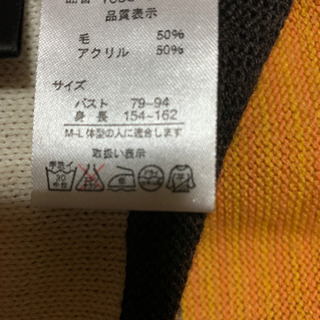 品質表示
毛 50%
アクリル 50%
サイズ
バスト 79~94
身長 154~162
M-L体型の人に適合します
取扱い表示